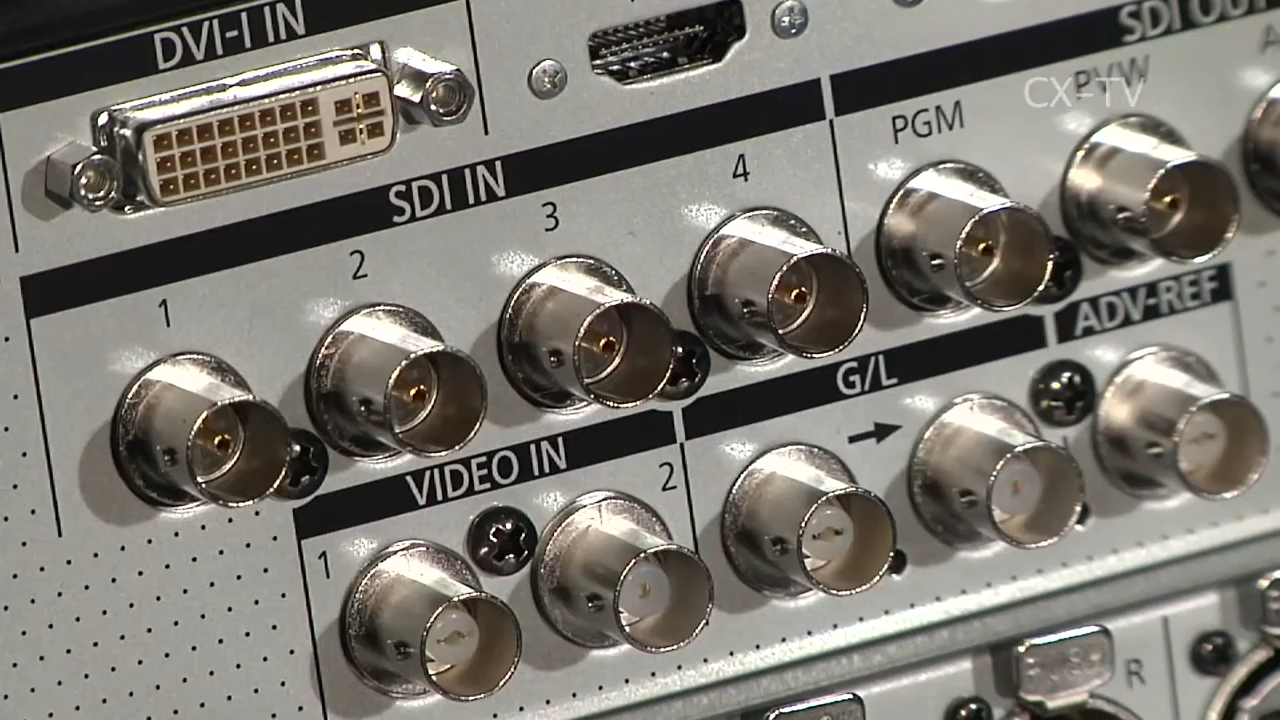 DVI-I IN
SDI OUT
CX-TV
PVW
PGM
SDI IN
1
2
3
4
ADV-REF
G/L
VIDEO IN
1
2
R